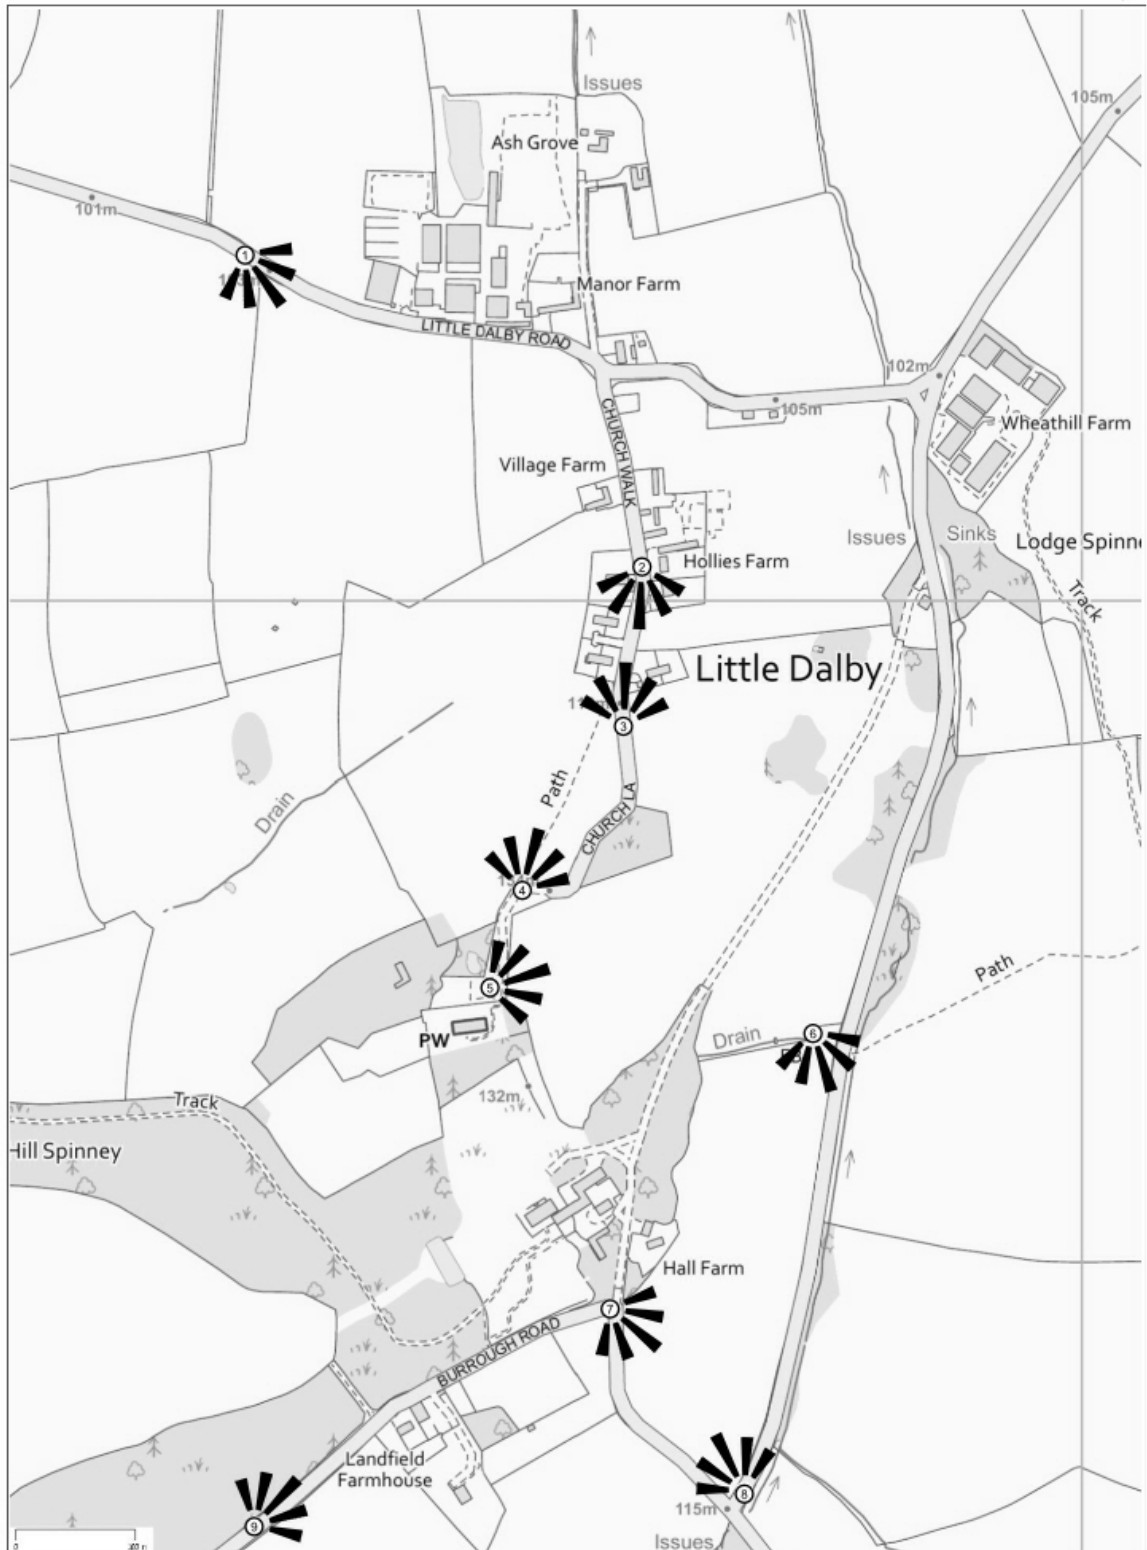 Issues
105m
Ash Grove
101m
1
Manor Farm
LITTLE DALBY ROAD
102m
105m
CHURCH WALK
Wheathill Farm
Village Farm
Issues
Sinks
Lodge Spinne
2
Hollies Farm
Track
Little Dalby
3
Path
Drain
CHURCH LA
4
Path
5
Drain
6
PW
132m
Track
Hill Spinney
Hall Farm
7
BURROUGH ROAD
Landfield
Farmhouse
8
115m
9
Issues